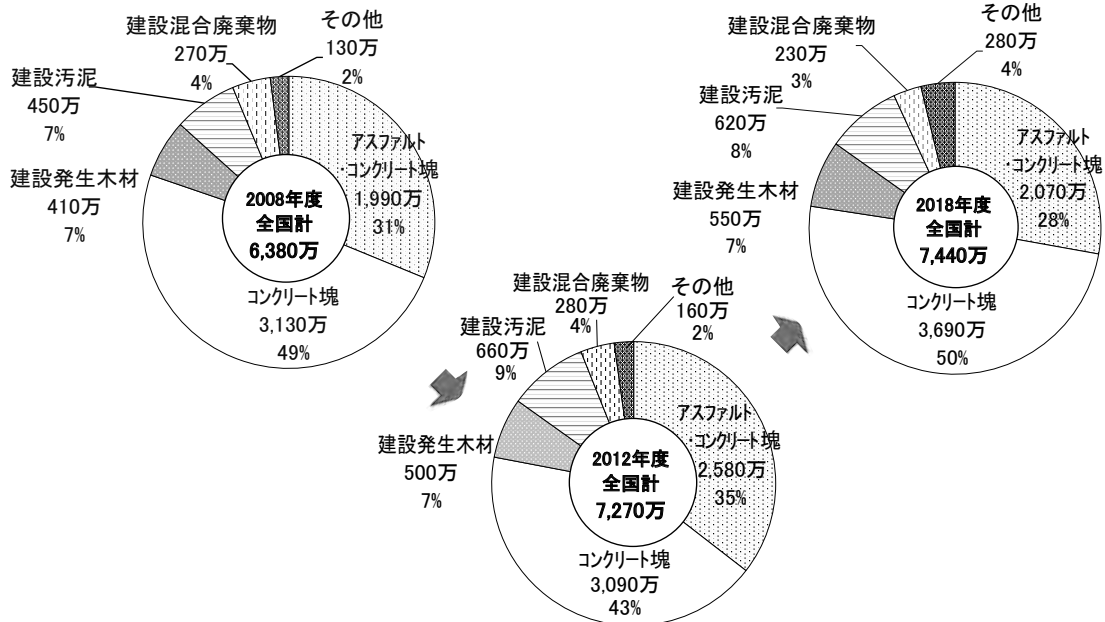 建設混合廃棄物
270万
4%
その他
130万
2%
建設汚泥
450万
7%
建設発生木材
410万
7%
アスファルト
・コンクリート塊
1,990万
31%
2008年度
全国計
6,380万
コンクリート塊
3,130万
49%
建設混合廃棄物
280万
4%
その他
160万
2%
建設汚泥
660万
9%
建設発生木材
500万
7%
アスファルト
・コンクリート塊
2,580万
35%
2012年度
全国計
7,270万
コンクリート塊
3,090万
43%
建設混合廃棄物
230万
3%
その他
280万
4%
建設汚泥
620万
8%
建設発生木材
550万
7%
アスファルト
・コンクリート塊
2,070万
28%
2018年度
全国計
7,440万
コンクリート塊
3,690万
50%